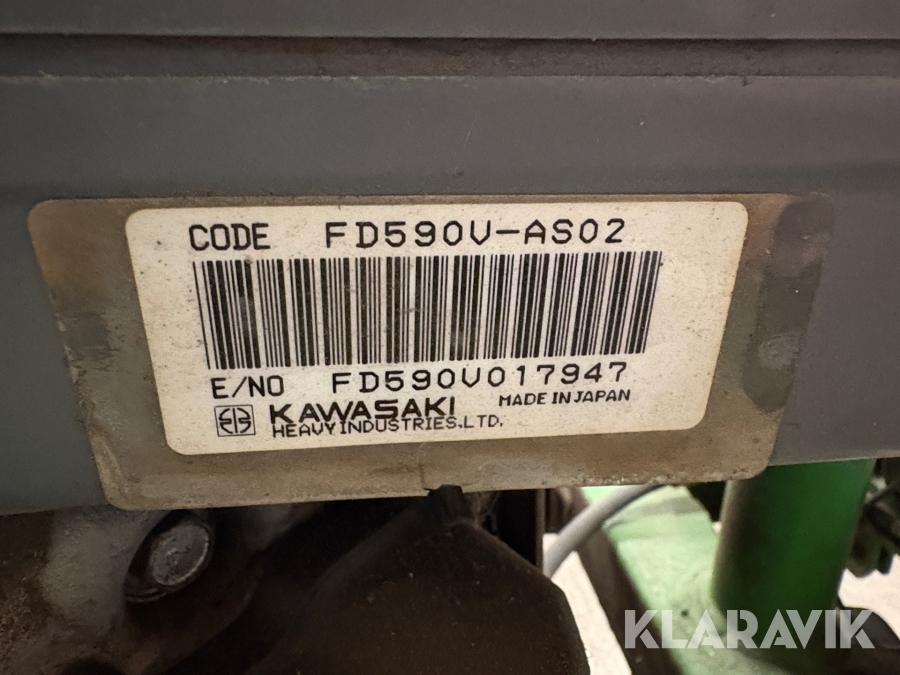 CODE FD590V-AS02
E/NO FD590V017947
KAWASAKI MADE IN JAPAN
HEAVY INDUSTRIES.LTD.
KLARAVIK